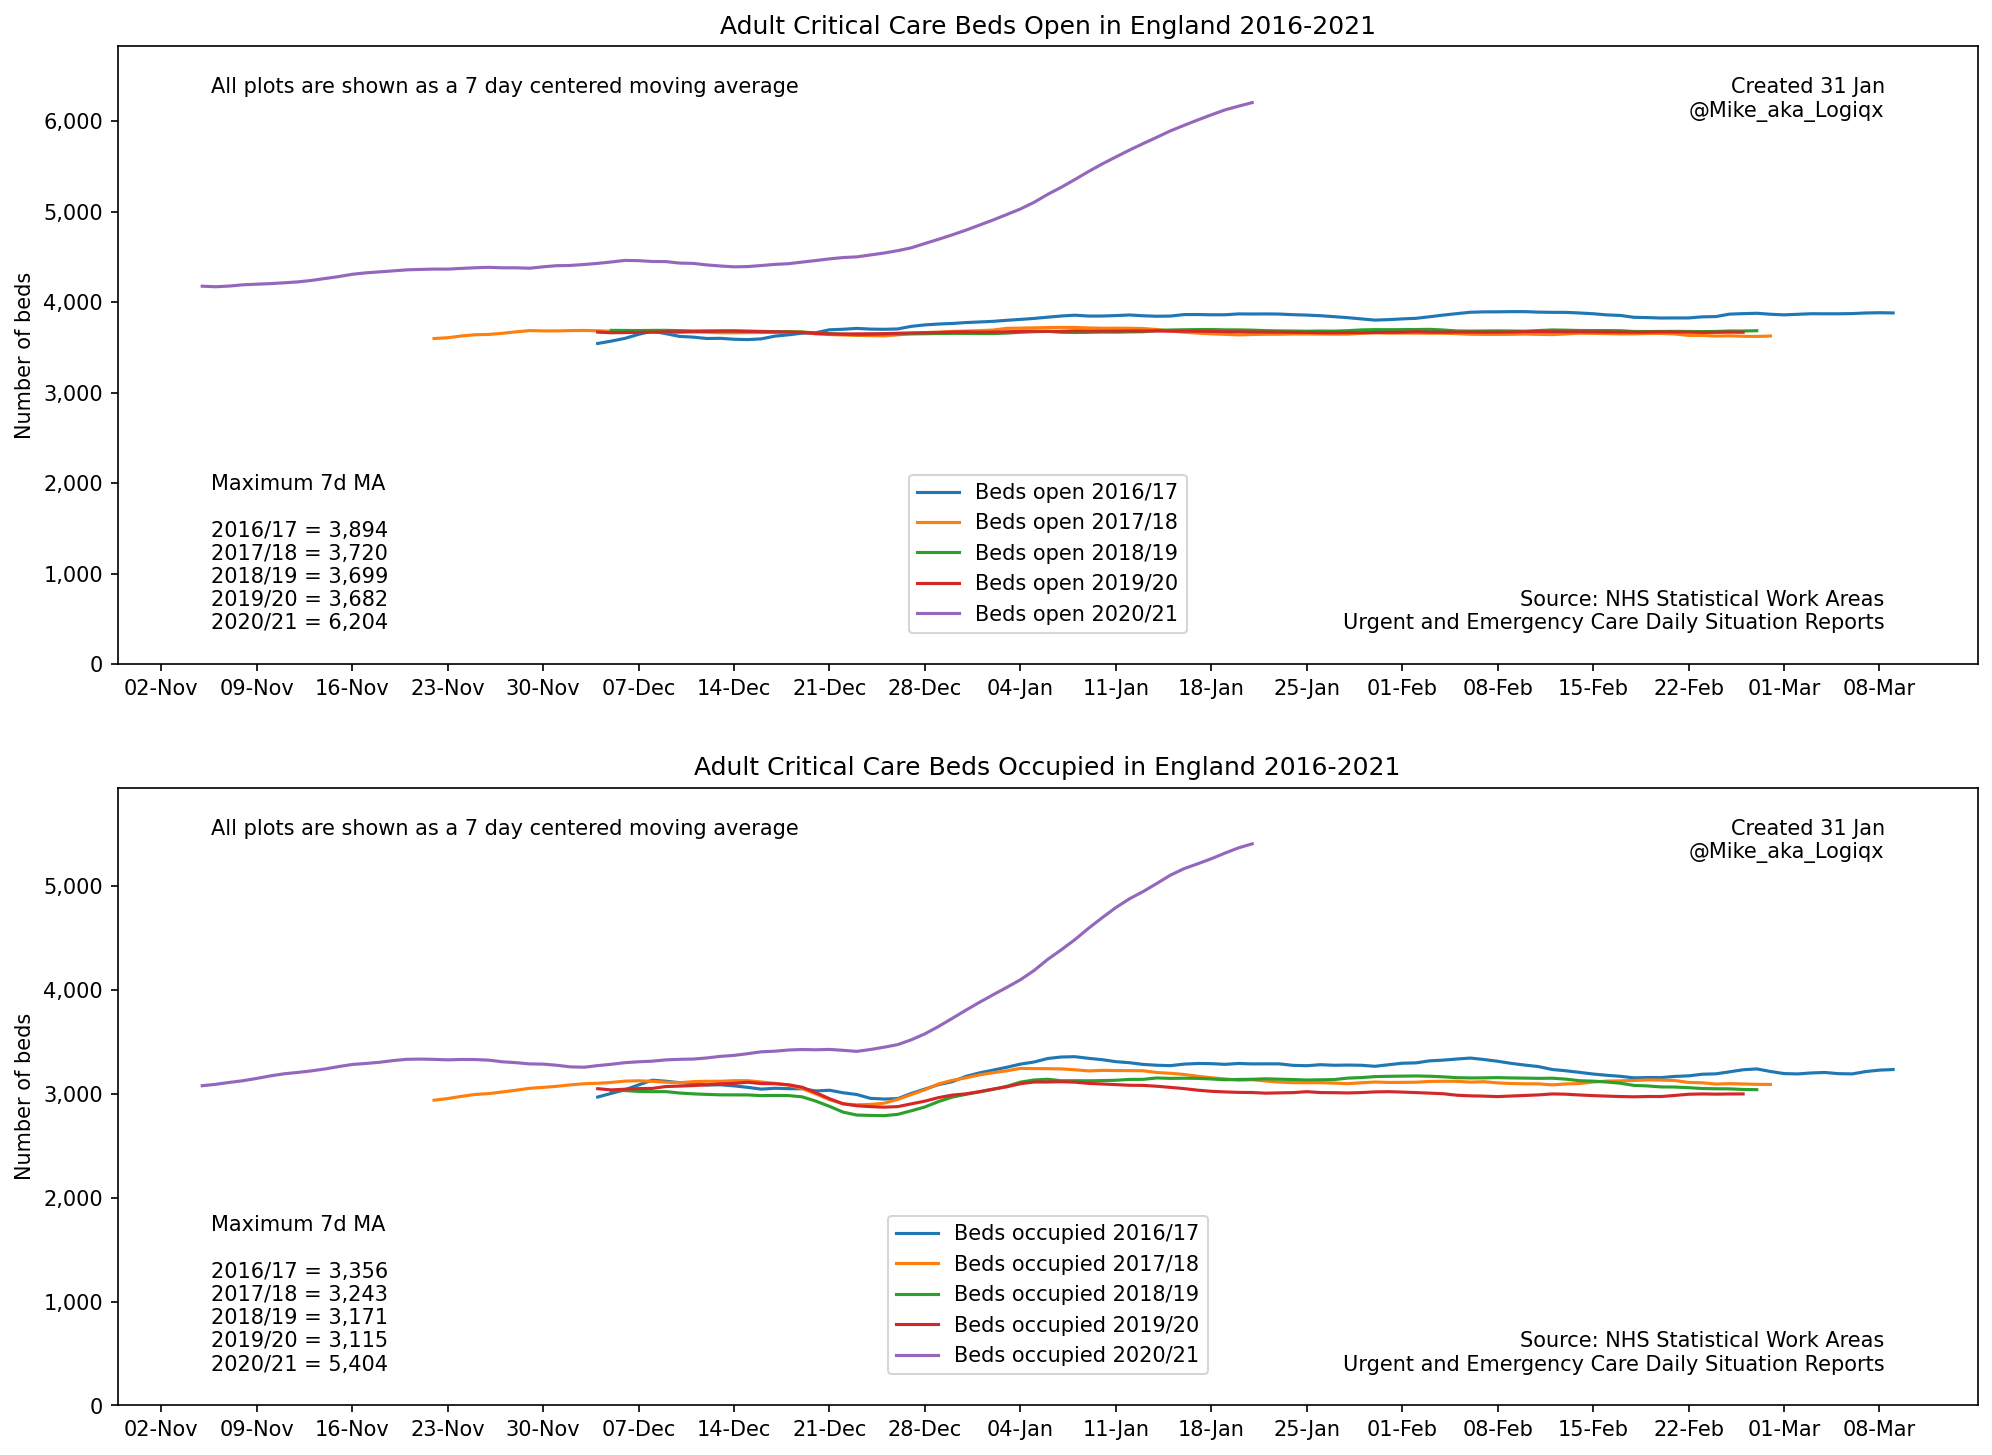 Adult Critical Care Beds Open in England 2016-2021
All plots are shown as a 7 day centered moving average
Created 31 Jan
@Mike_aka_Logiqx
6,000
5,000
4,000
3,000
2,000
1,000
0
Number of beds
Maximum 7d MA
2016/17 = 3,894
2017/18 = 3,720
2018/19 = 3,699
2019/20 = 3,682
2020/21 = 6,204
Beds open 2016/17
Beds open 2017/18
Beds open 2018/19
Beds open 2019/20
Beds open 2020/21
Source: NHS Statistical Work Areas
Urgent and Emergency Care Daily Situation Reports
02-Nov 09-Nov 16-Nov 23-Nov 30-Nov 07-Dec 14-Dec 21-Dec 28-Dec 04-Jan 11-Jan 18-Jan 25-Jan 01-Feb 08-Feb 15-Feb 22-Feb 01-Mar 08-Mar
Adult Critical Care Beds Occupied in England 2016-2021
All plots are shown as a 7 day centered moving average
Created 31 Jan
@Mike_aka_Logiqx
5,000
4,000
3,000
2,000
1,000
0
Number of beds
Maximum 7d MA
2016/17 = 3,356
2017/18 = 3,243
2018/19 = 3,171
2019/20 = 3,115
2020/21 = 5,404
Beds occupied 2016/17
Beds occupied 2017/18
Beds occupied 2018/19
Beds occupied 2019/20
Beds occupied 2020/21
Source: NHS Statistical Work Areas
Urgent and Emergency Care Daily Situation Reports
02-Nov 09-Nov 16-Nov 23-Nov 30-Nov 07-Dec 14-Dec 21-Dec 28-Dec 04-Jan 11-Jan 18-Jan 25-Jan 01-Feb 08-Feb 15-Feb 22-Feb 01-Mar 08-Mar